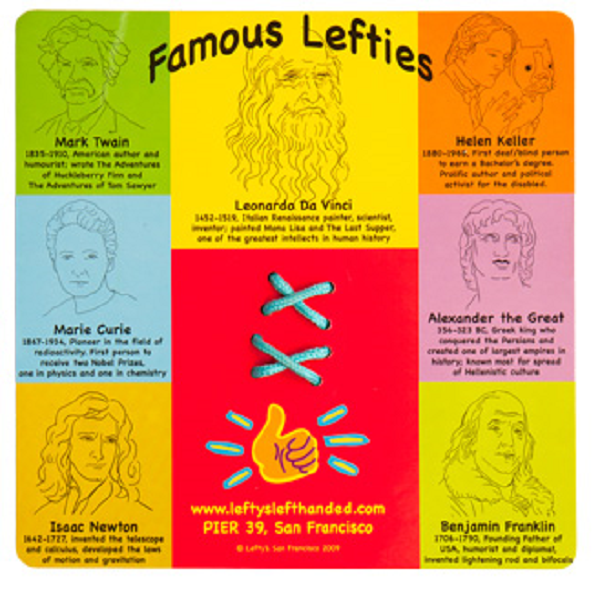 Famous Lefties
Mark Twain
1835-1910, American author and
humourist; wrote The Adventures
of Huckleberry Finn and
The Adventures of Tom Sawyer
Leonardo Da Vinci
1452-1519, Italian Renaissance painter, scientist,
inventor; painted Mona Lisa and The Last Supper,
one of the greatest intellects in human history
Helen Keller
1880-1968, First deaf/blind person
to earn a Bachelor's degree.
Prolific author and political
activist for the disabled.
Marie Curie
1867-1934, Pioneer in the field of
radioactivity. First person to
receive two Nobel Prizes,
one in physics and one in chemistry
Alexander the Great
356-323 BC, Greek king who
conquered the Persians and
created one of largest empires in
history; known most for spread
of Hellenistic culture
Isaac Newton
1642-1727, invented the telescope
and calculus, developed the laws
of motion and gravitation
www.leftyslefthanded.com
PIER 39, San Francisco
© Lefty's San Francisco 2009
Benjamin Franklin
1706-1790, Founding Father of
USA, humorist and diplomat,
invented lightning rod and bifocals